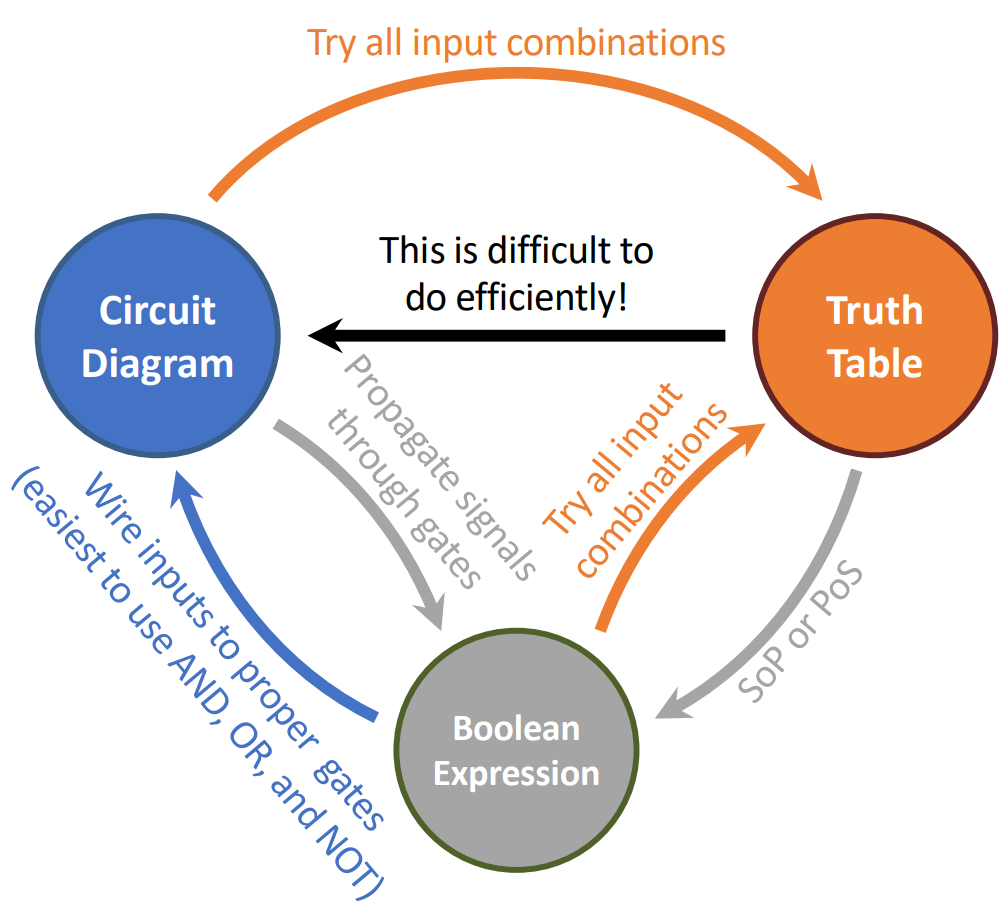 Try all input combinations
This is difficult to
do efficiently!
Circuit
Diagram
Truth
Table
Propagate signals
through gates
Try all input
combinations
Wire inputs to proper gates
(easiest to use AND, OR, and NOT)
SoP or PoS
Boolean
Expression